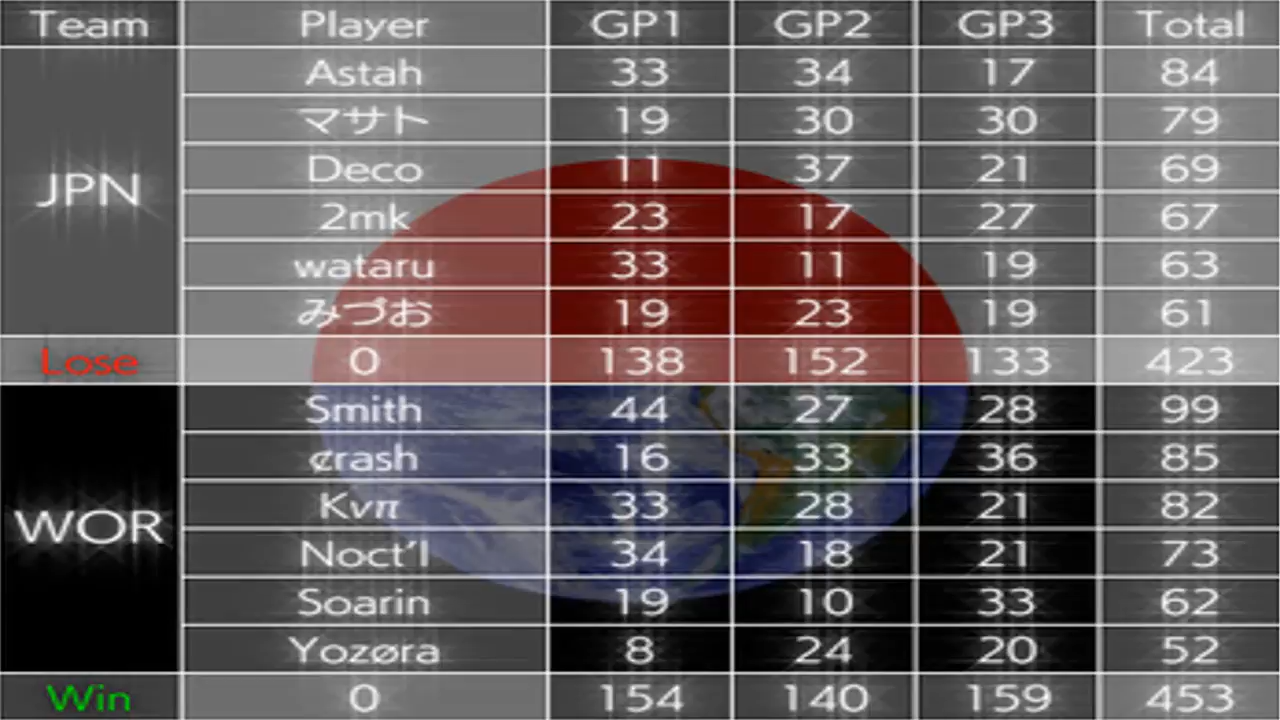 Team Player GP1 GP2 GP3 Total
Astah 33 34 17 84
マサト 19 30 30 79
Deco 11 37 21 69
JPN
2mk 23 17 27 67
wataru 33 11 19 63
みづお 19 23 19 61
Lose 0 138 152 133 423
Smith 44 27 28 99
¢rash 16 33 36 85
Kνπ 33 28 21 82
WOR
Noct'l 34 18 21 73
Soarin 19 10 33 62
Yozøra 8 24 20 52
Win 0 154 140 159 453